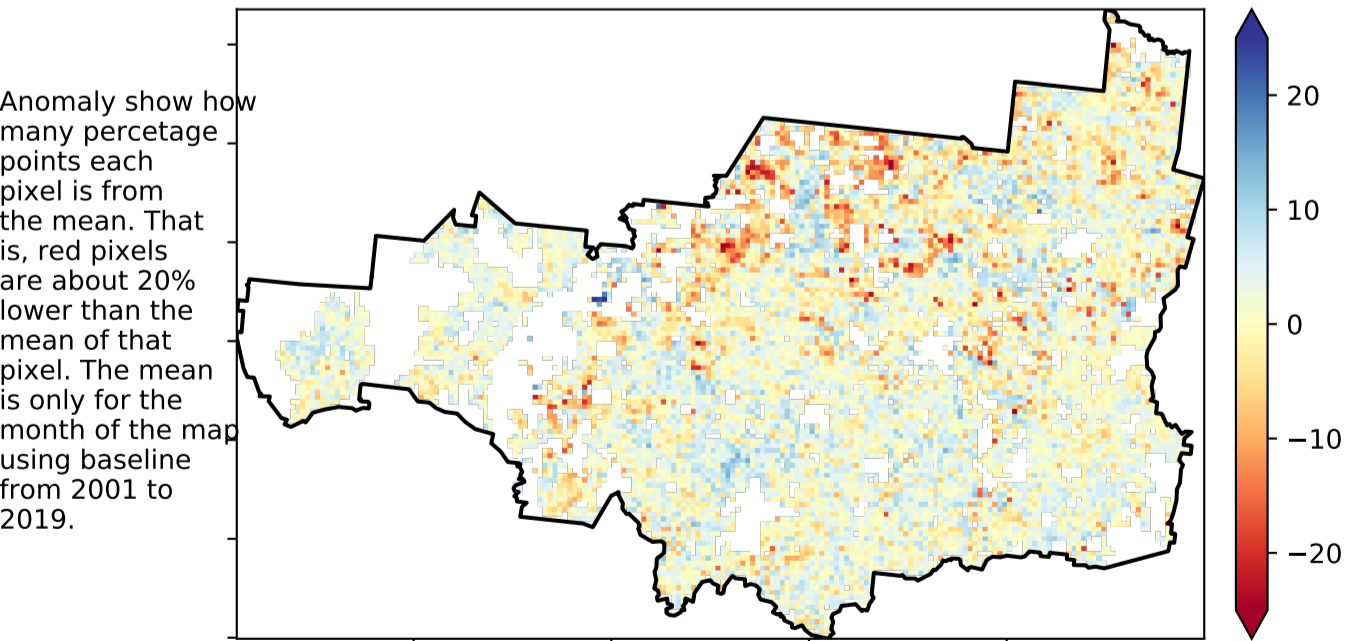 Anomaly show how
many percetage
points each
pixel is from
the mean. That
is, red pixels
are about 20%
lower than the
mean of that
pixel. The mean
is only for the
month of the map
using baseline
from 2001 to
2019.
20
10
0
−10
−20